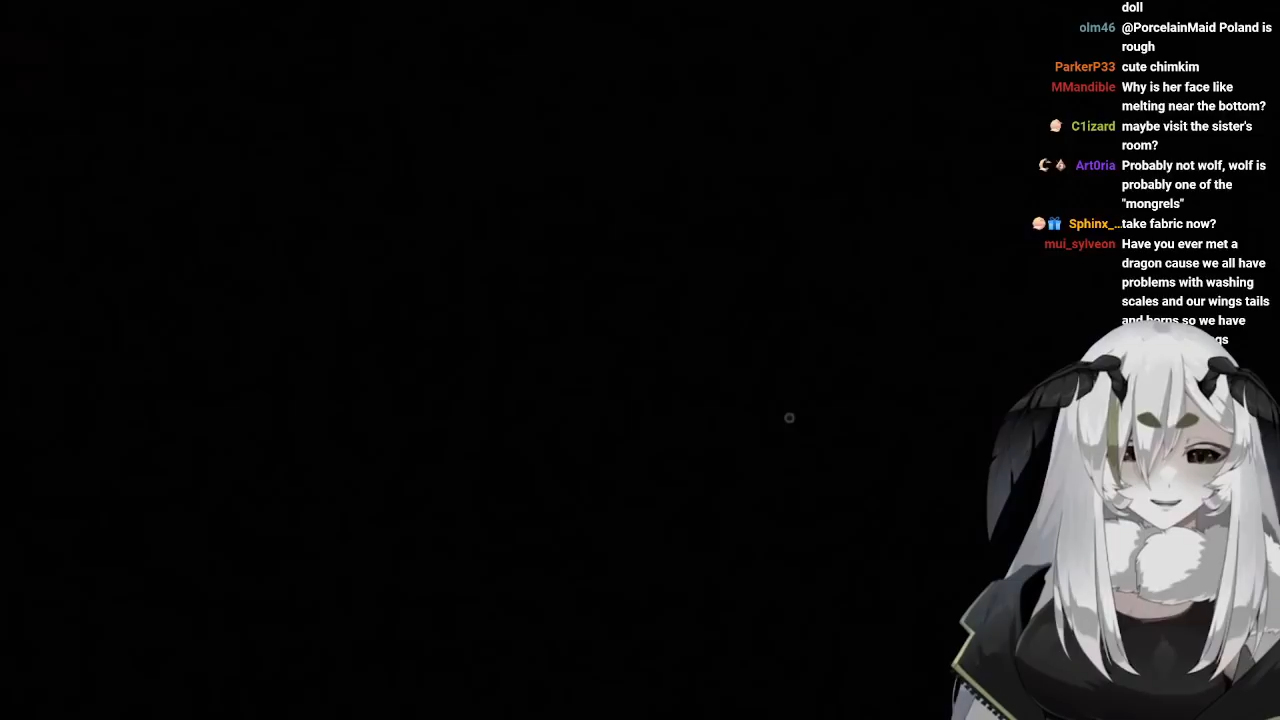 doll
olm46 @PorcelainMaid Poland is
rough
ParkerP33 cute chimkim
MMandible Why is her face like
melting near the bottom?
C1izard maybe visit the sister's
room?
Art0ria Probably not wolf, wolf is
probably one of the
"mongrels"
Sphinx_... take fabric now?
mui_sylveon Have you ever met a
dragon cause we all have
problems with washing
scales and our wings tails
and horns so we have